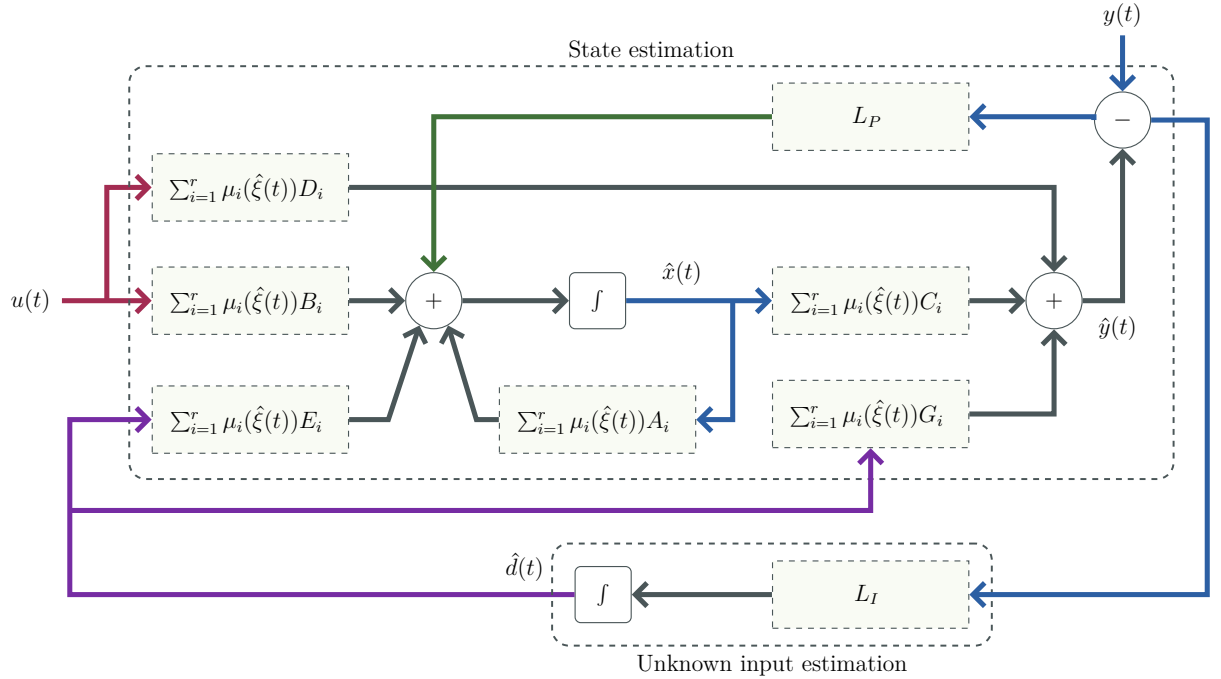 y(t)
State estimation
L_P
−
∑_{i=1}^{r} μ_i(ξ̂(t))D_i
u(t)
∑_{i=1}^{r} μ_i(ξ̂(t))B_i
+
∫
x̂(t)
∑_{i=1}^{r} μ_i(ξ̂(t))C_i
+
ŷ(t)
∑_{i=1}^{r} μ_i(ξ̂(t))E_i
∑_{i=1}^{r} μ_i(ξ̂(t))A_i
∑_{i=1}^{r} μ_i(ξ̂(t))G_i
d̂(t)
∫
L_I
Unknown input estimation